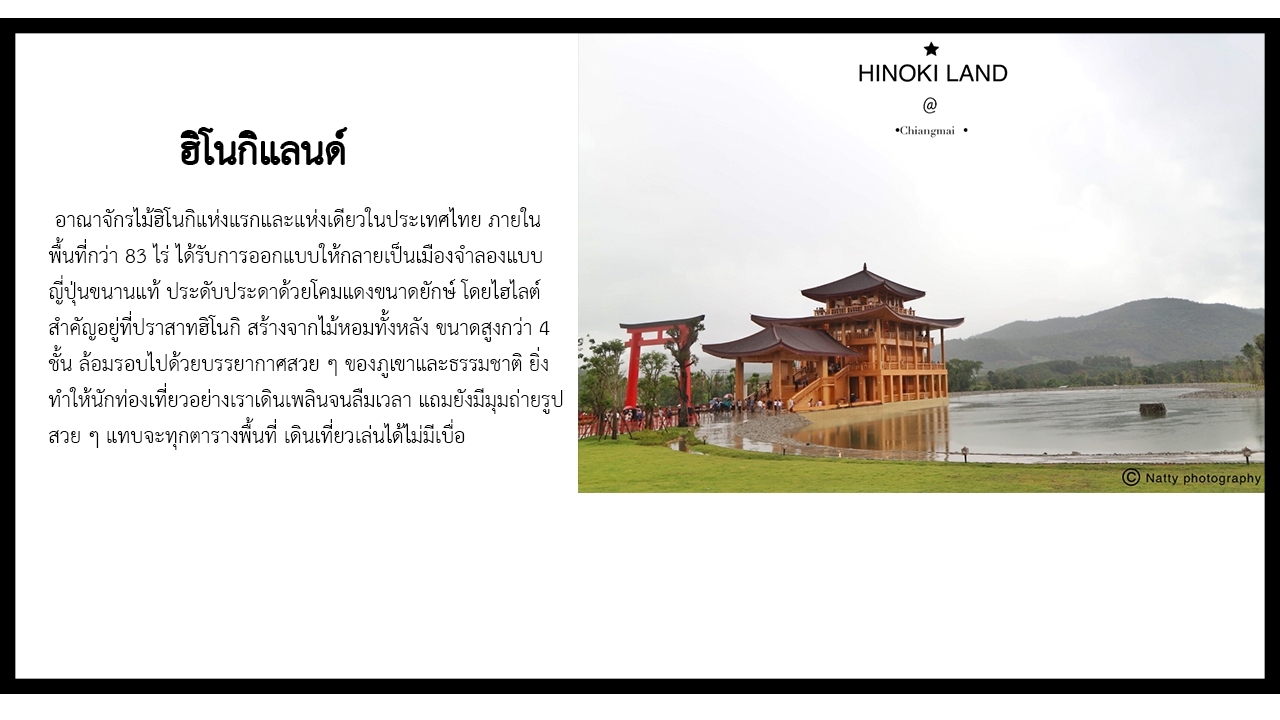 ฮิโนกิแลนด์
อาณาจักรไม้ฮิโนกิแห่งแรกและแห่งเดียวในประเทศไทย ภายใน
พื้นที่กว่า 83 ไร่ ได้รับการออกแบบให้กลายเป็นเมืองจำลองแบบ
ญี่ปุ่นขนานแท้ ประดับประดาด้วยโคมแดงขนาดยักษ์ โดยไฮไลต์
สำคัญอยู่ที่ปราสาทฮิโนกิ สร้างจากไม้หอมทั้งหลัง ขนาดสูงกว่า 4
ชั้น ล้อมรอบไปด้วยบรรยากาศสวย ๆ ของภูเขาและธรรมชาติ ยิ่ง
ทำให้นักท่องเที่ยวอย่างเราเดินเพลินจนลืมเวลา แถมยังมีมุมถ่ายรูป
สวย ๆ แทบจะทุกตารางพื้นที่ เดินเที่ยวเล่นได้ไม่มีเบื่อ
HINOKI LAND
@
•Chiangmai •
© Natty photography